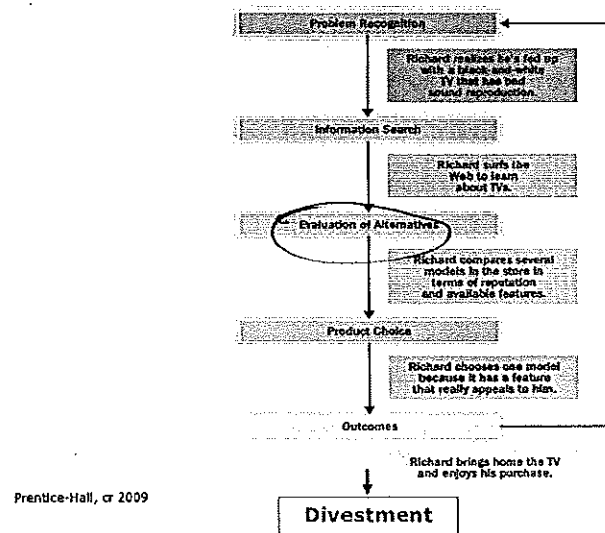 Problem Recognition
Richard realizes he's fed up
with a black-and-white
TV that has bad
sound reproduction.
Information Search
Richard surfs the
Web to learn
about TVs.
Evaluation of Alternatives
Richard compares several
models in the store in
terms of reputation
and available features.
Product Choice
Richard chooses one model
because it has a feature
that really appeals to him.
Outcomes
Richard brings home the TV
and enjoys his purchase.
Prentice-Hall, cr 2009
Divestment